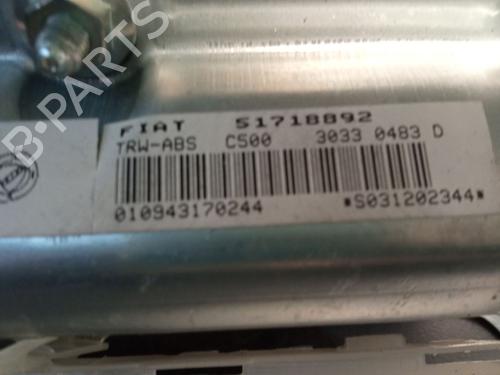 FIAT 51718892
TRW-ABS C500 3033 0483 D
010943170244 *S031202344*
B-PARTS